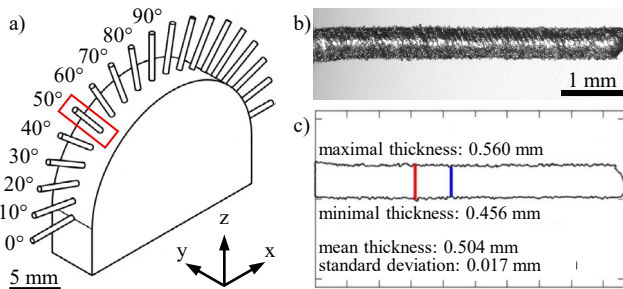 a)
90°
80°
70°
60°
50°
40°
30°
20°
10°
0°
5 mm
z
y
x
b)
1 mm
c)
maximal thickness: 0.560 mm
minimal thickness: 0.456 mm
mean thickness: 0.504 mm
standard deviation: 0.017 mm